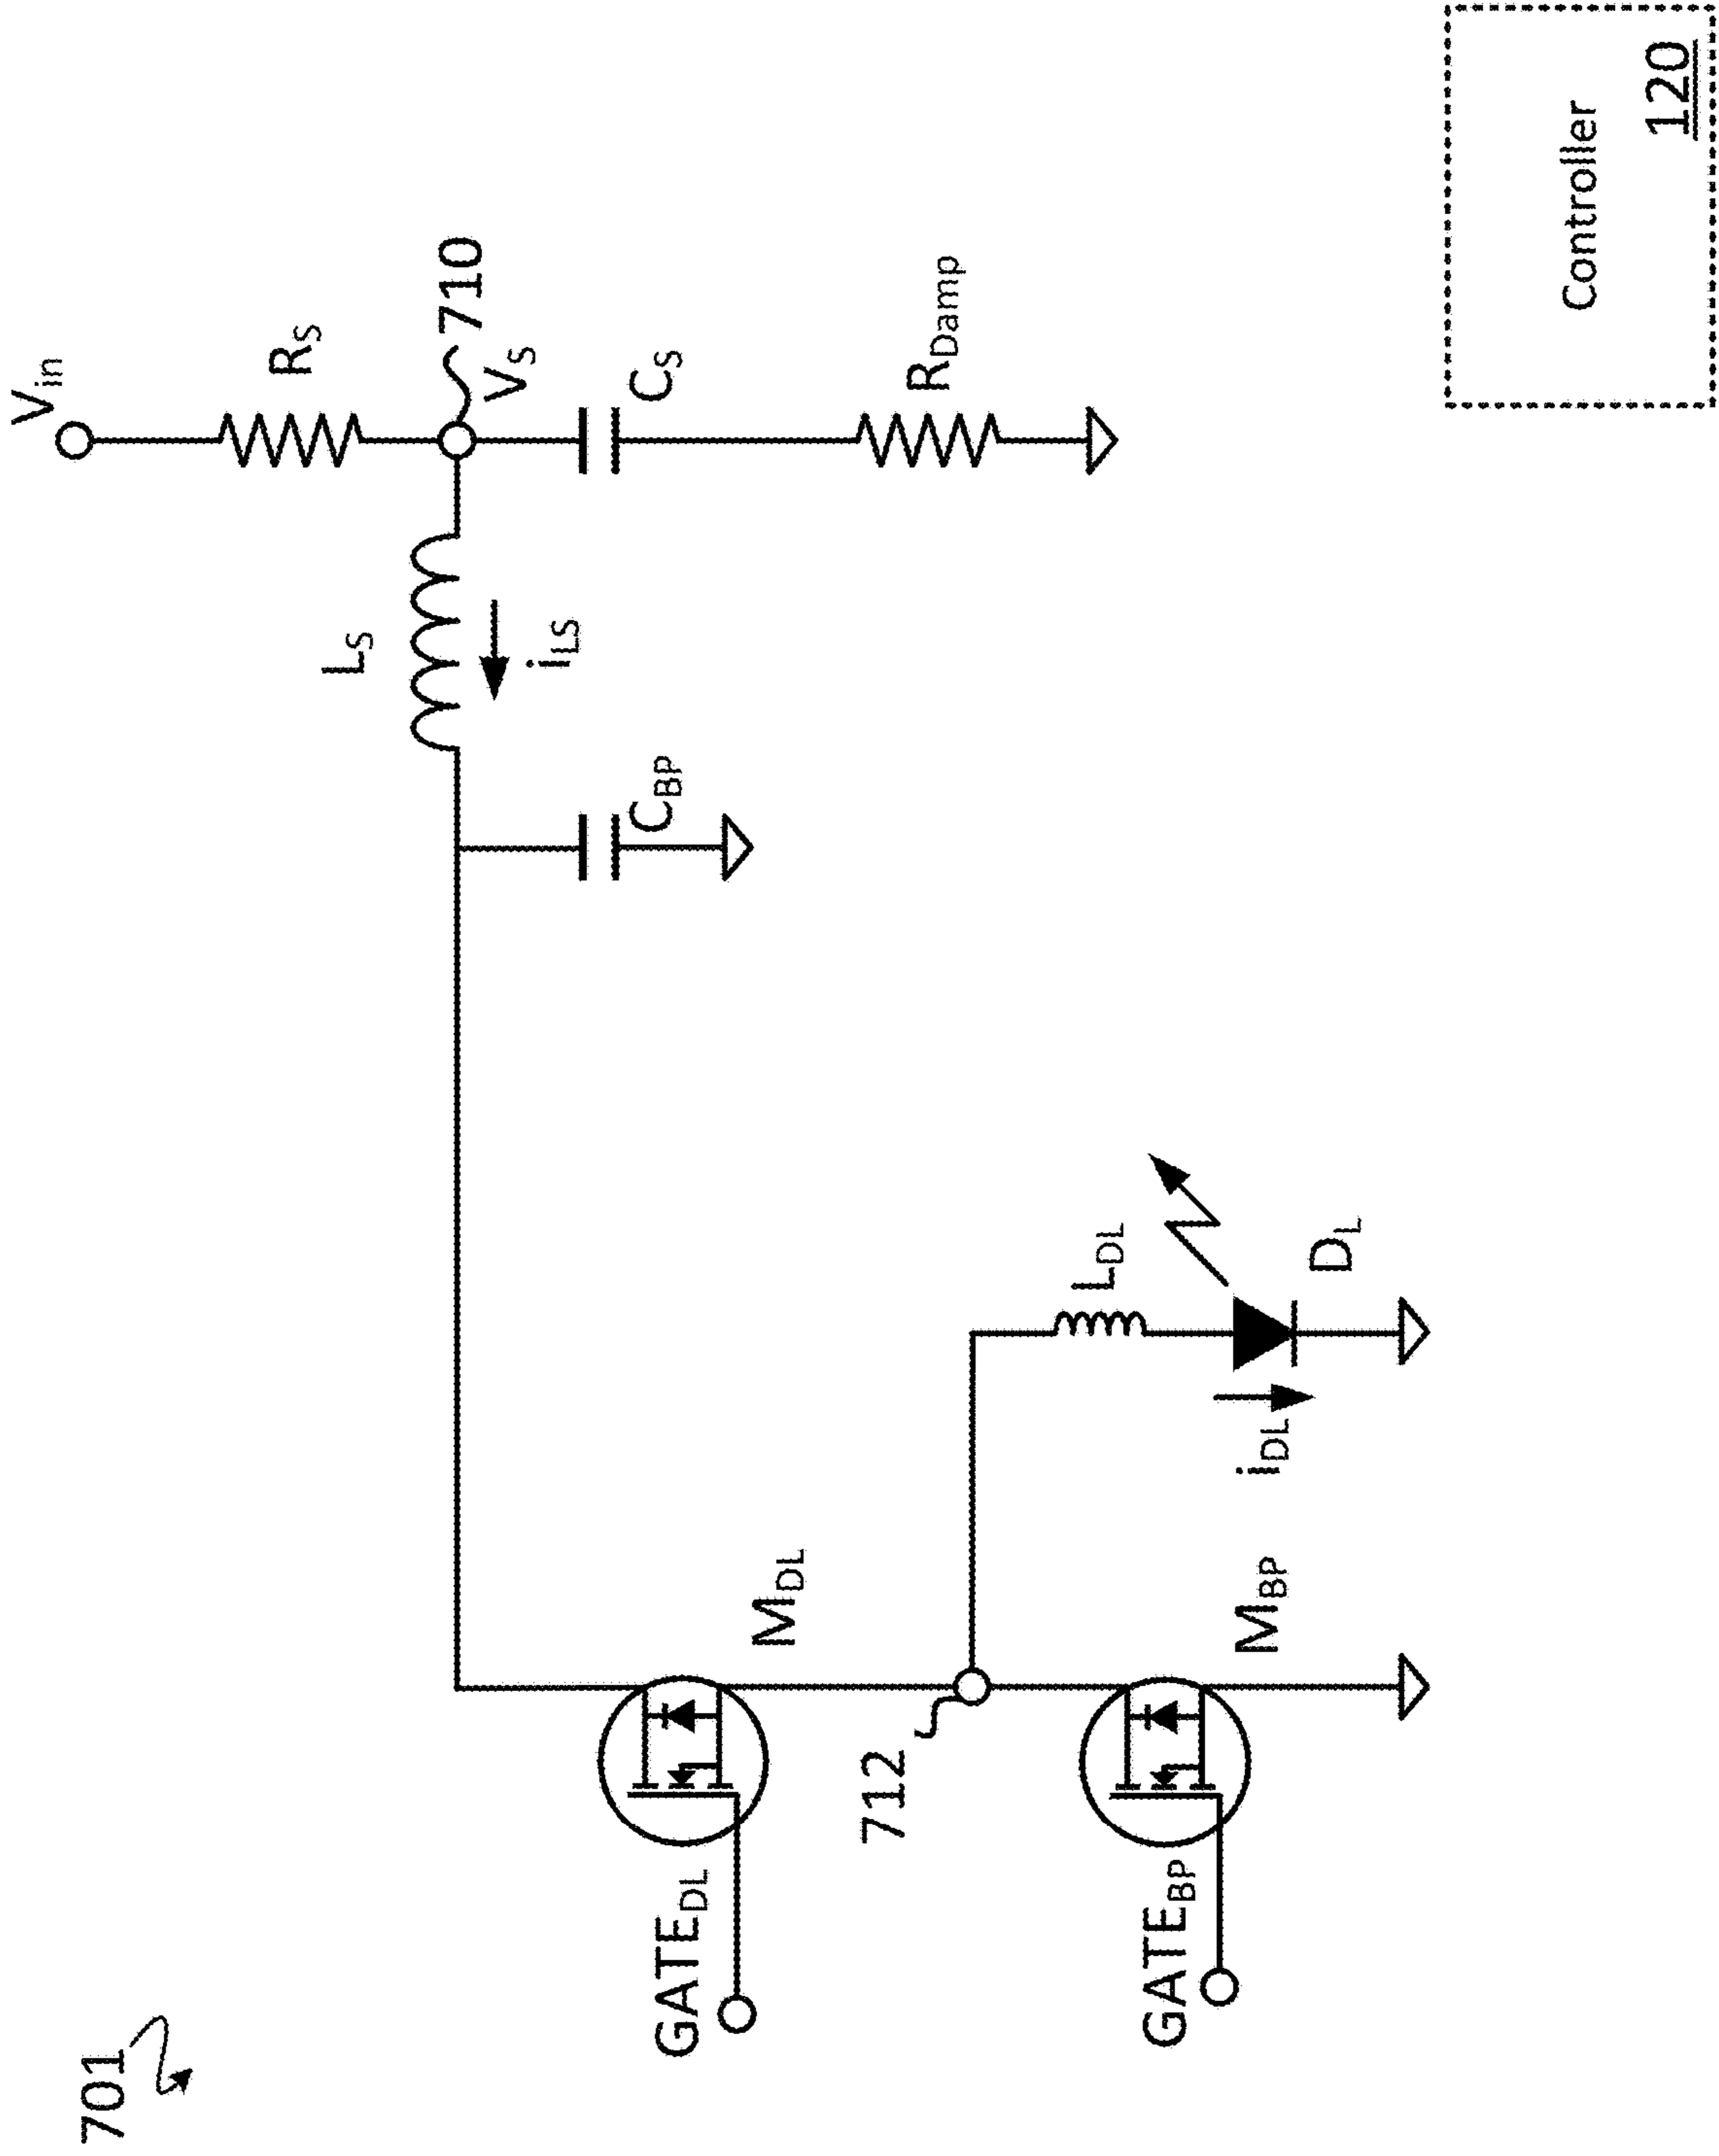 701
V_in
R_S
710
V_S
L_S
i_LS
C_S
C_BP
R_Damp
GATE_DL
M_DL
712
L_DL
i_DL
D_L
GATE_BP
M_BP
Controller
120